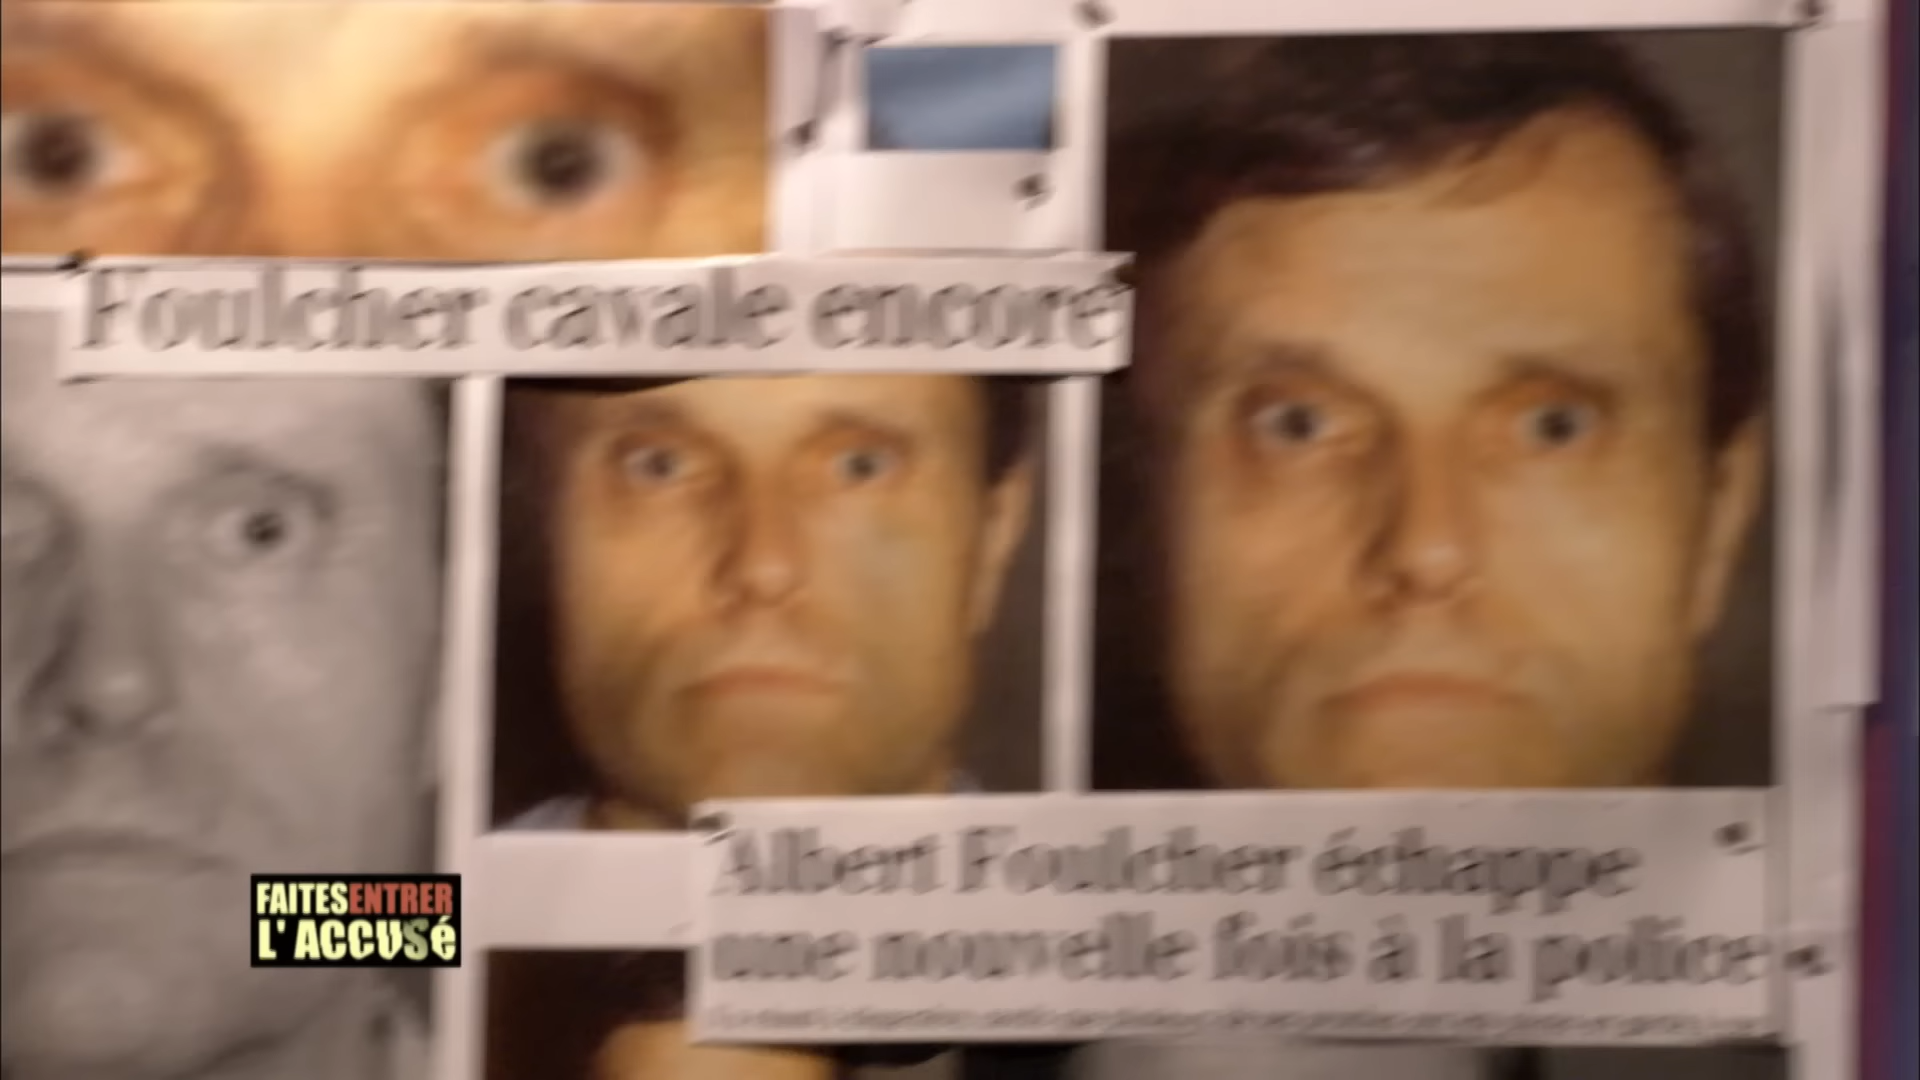 Foulcher cavale encore
Albert Foulcher échappe
une nouvelle fois à la police
FAITES ENTRER
L'ACCUSé